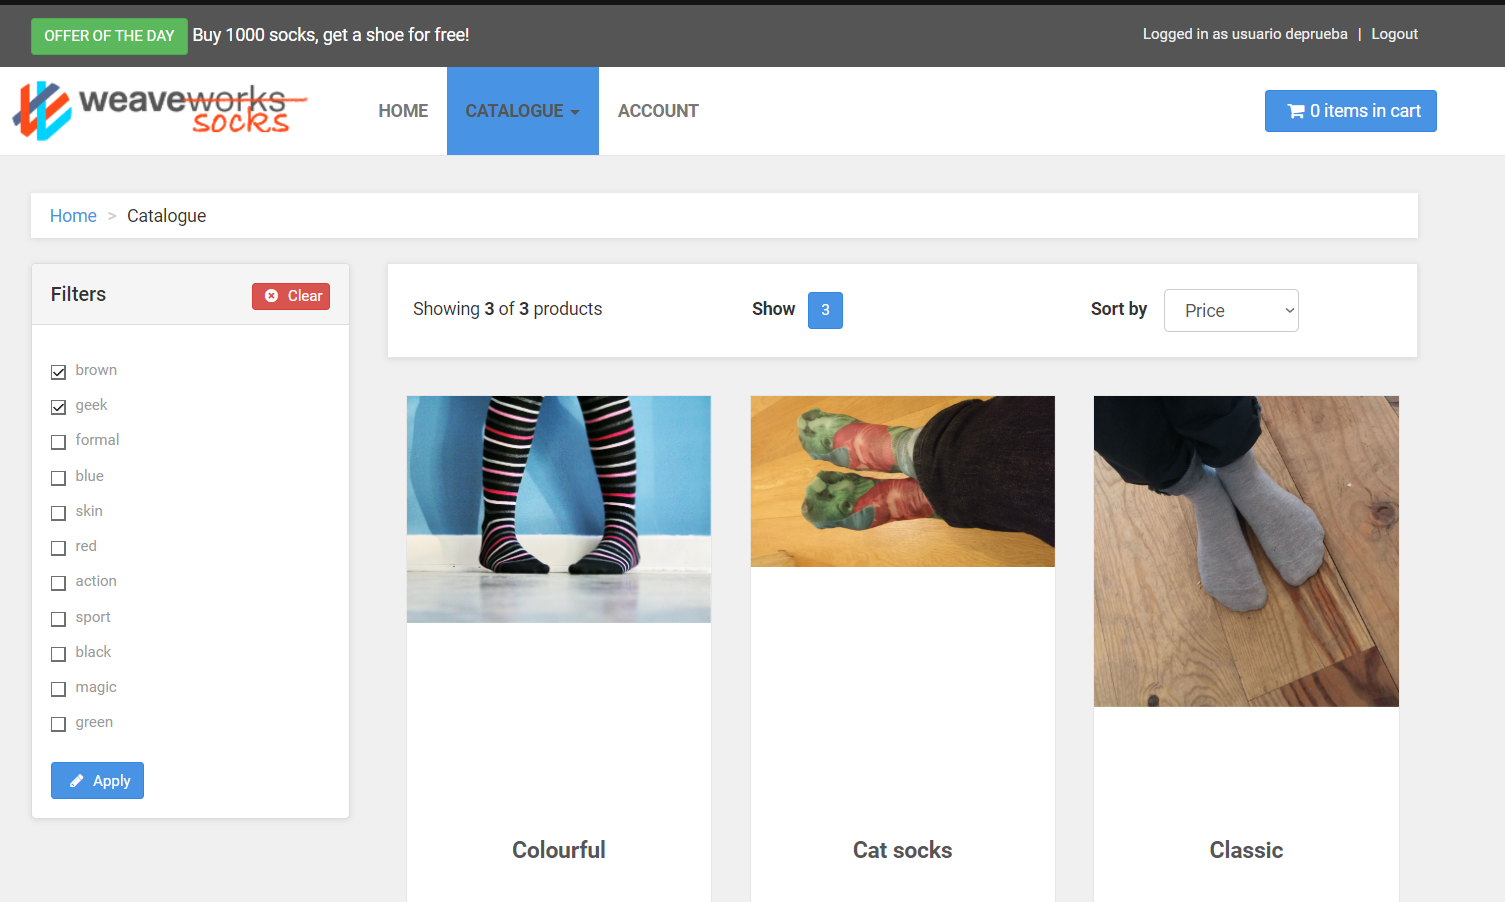 OFFER OF THE DAY Buy 1000 socks, get a shoe for free! Logged in as usuario deprueba | Logout
weaveworks socks HOME CATALOGUE ACCOUNT 0 items in cart
Home > Catalogue
Filters Clear
Showing 3 of 3 products Show 3 Sort by Price
brown
geek
formal
blue
skin
red
action
sport
black
magic
green
Apply
Colourful Cat socks Classic